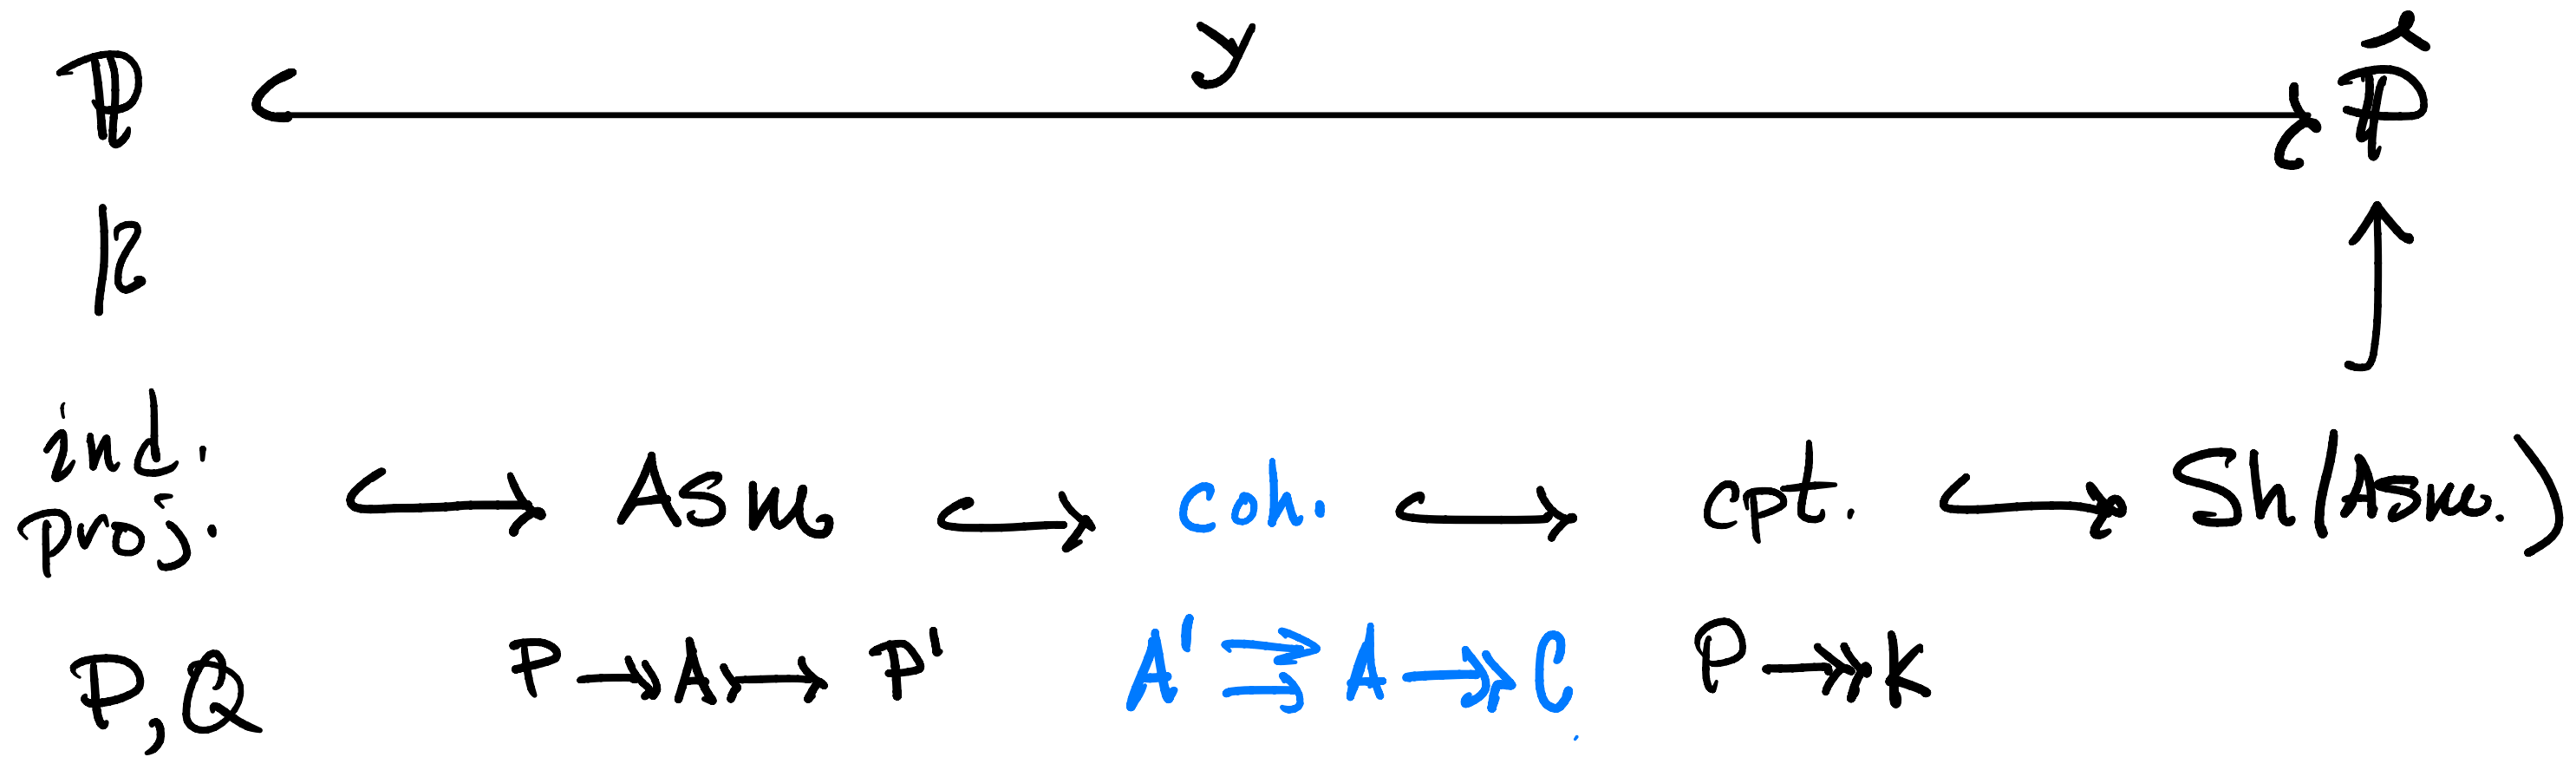 y
ℙ ↪ ℙ̂
≅
ind. proj. ↪ Asm ↪ coh. ↪ cpt. ↪ Sh(Asm.)
P, Q P ↠ A ↣ P' A' ⇉ A ↠ C P ↠ K